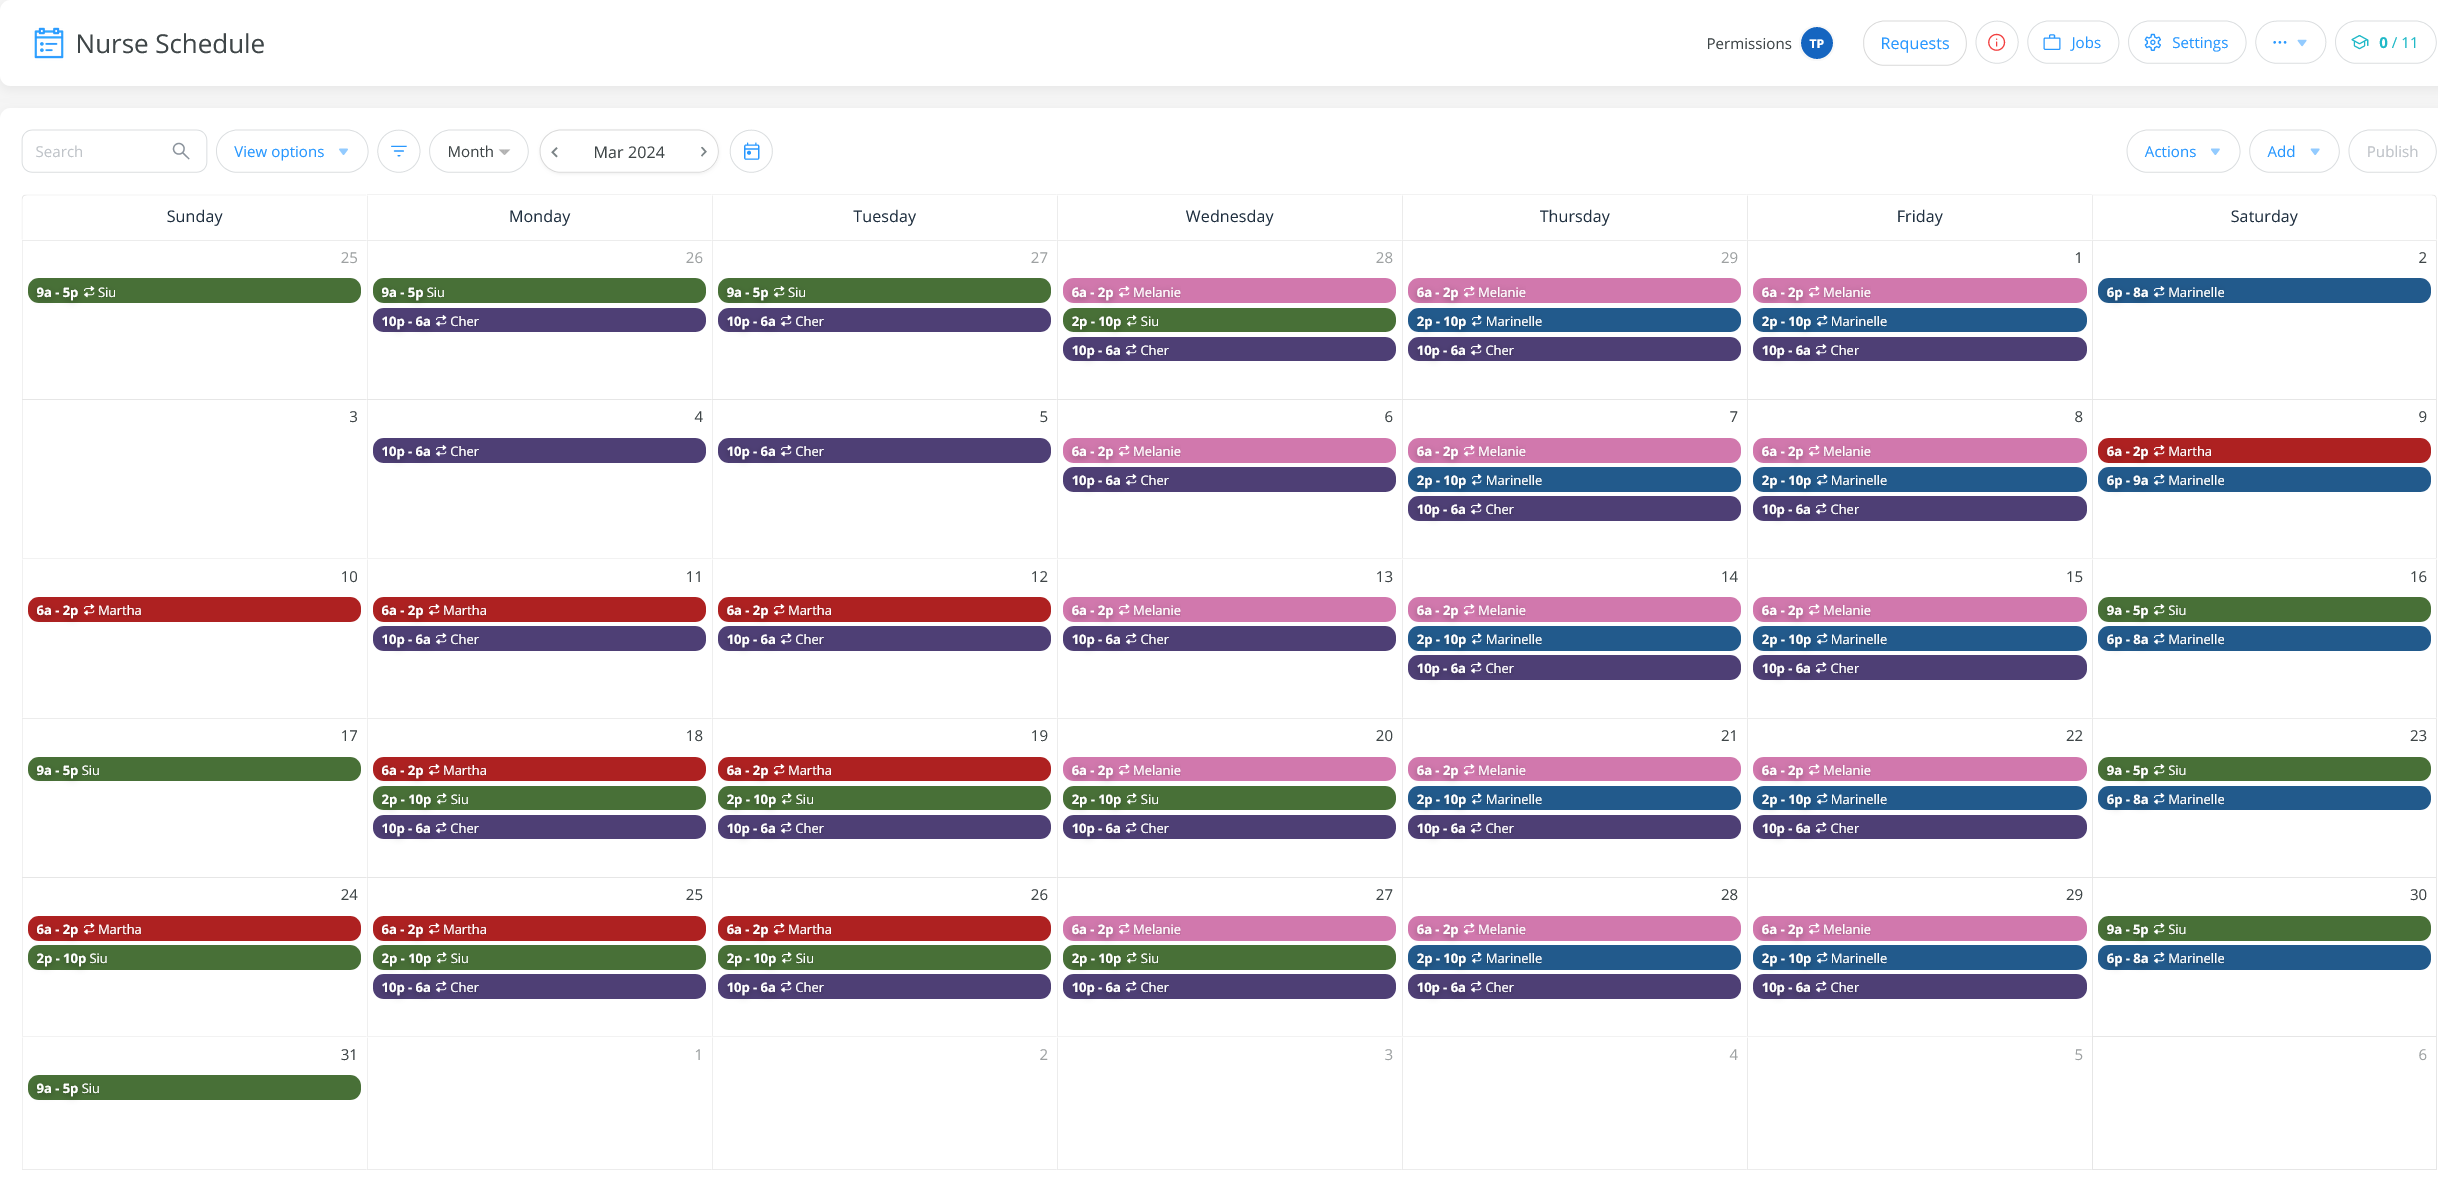 Nurse Schedule
Permissions TP Requests Jobs Settings ... 0 / 11
Search View options Month Mar 2024 Actions Add Publish
Sunday Monday Tuesday Wednesday Thursday Friday Saturday
25 26 27 28 29 1 2
9a - 5p Siu 9a - 5p Siu 9a - 5p Siu 6a - 2p Melanie 6a - 2p Melanie 6a - 2p Melanie 6p - 8a Marinelle
10p - 6a Cher 10p - 6a Cher 2p - 10p Siu 2p - 10p Marinelle 2p - 10p Marinelle
10p - 6a Cher 10p - 6a Cher 10p - 6a Cher
3 4 5 6 7 8 9
10p - 6a Cher 10p - 6a Cher 6a - 2p Melanie 6a - 2p Melanie 6a - 2p Melanie 6a - 2p Martha
10p - 6a Cher 2p - 10p Marinelle 2p - 10p Marinelle 6p - 9a Marinelle
10p - 6a Cher 10p - 6a Cher
10 11 12 13 14 15 16
6a - 2p Martha 6a - 2p Martha 6a - 2p Martha 6a - 2p Melanie 6a - 2p Melanie 6a - 2p Melanie 9a - 5p Siu
10p - 6a Cher 10p - 6a Cher 10p - 6a Cher 2p - 10p Marinelle 2p - 10p Marinelle 6p - 8a Marinelle
10p - 6a Cher 10p - 6a Cher
17 18 19 20 21 22 23
9a - 5p Siu 6a - 2p Martha 6a - 2p Martha 6a - 2p Melanie 6a - 2p Melanie 6a - 2p Melanie 9a - 5p Siu
2p - 10p Siu 2p - 10p Siu 2p - 10p Siu 2p - 10p Marinelle 2p - 10p Marinelle 6p - 8a Marinelle
10p - 6a Cher 10p - 6a Cher 10p - 6a Cher 10p - 6a Cher 10p - 6a Cher
24 25 26 27 28 29 30
6a - 2p Martha 6a - 2p Martha 6a - 2p Martha 6a - 2p Melanie 6a - 2p Melanie 6a - 2p Melanie 9a - 5p Siu
2p - 10p Siu 2p - 10p Siu 2p - 10p Siu 2p - 10p Siu 2p - 10p Marinelle 2p - 10p Marinelle 6p - 8a Marinelle
10p - 6a Cher 10p - 6a Cher 10p - 6a Cher 10p - 6a Cher 10p - 6a Cher
31 1 2 3 4 5 6
9a - 5p Siu